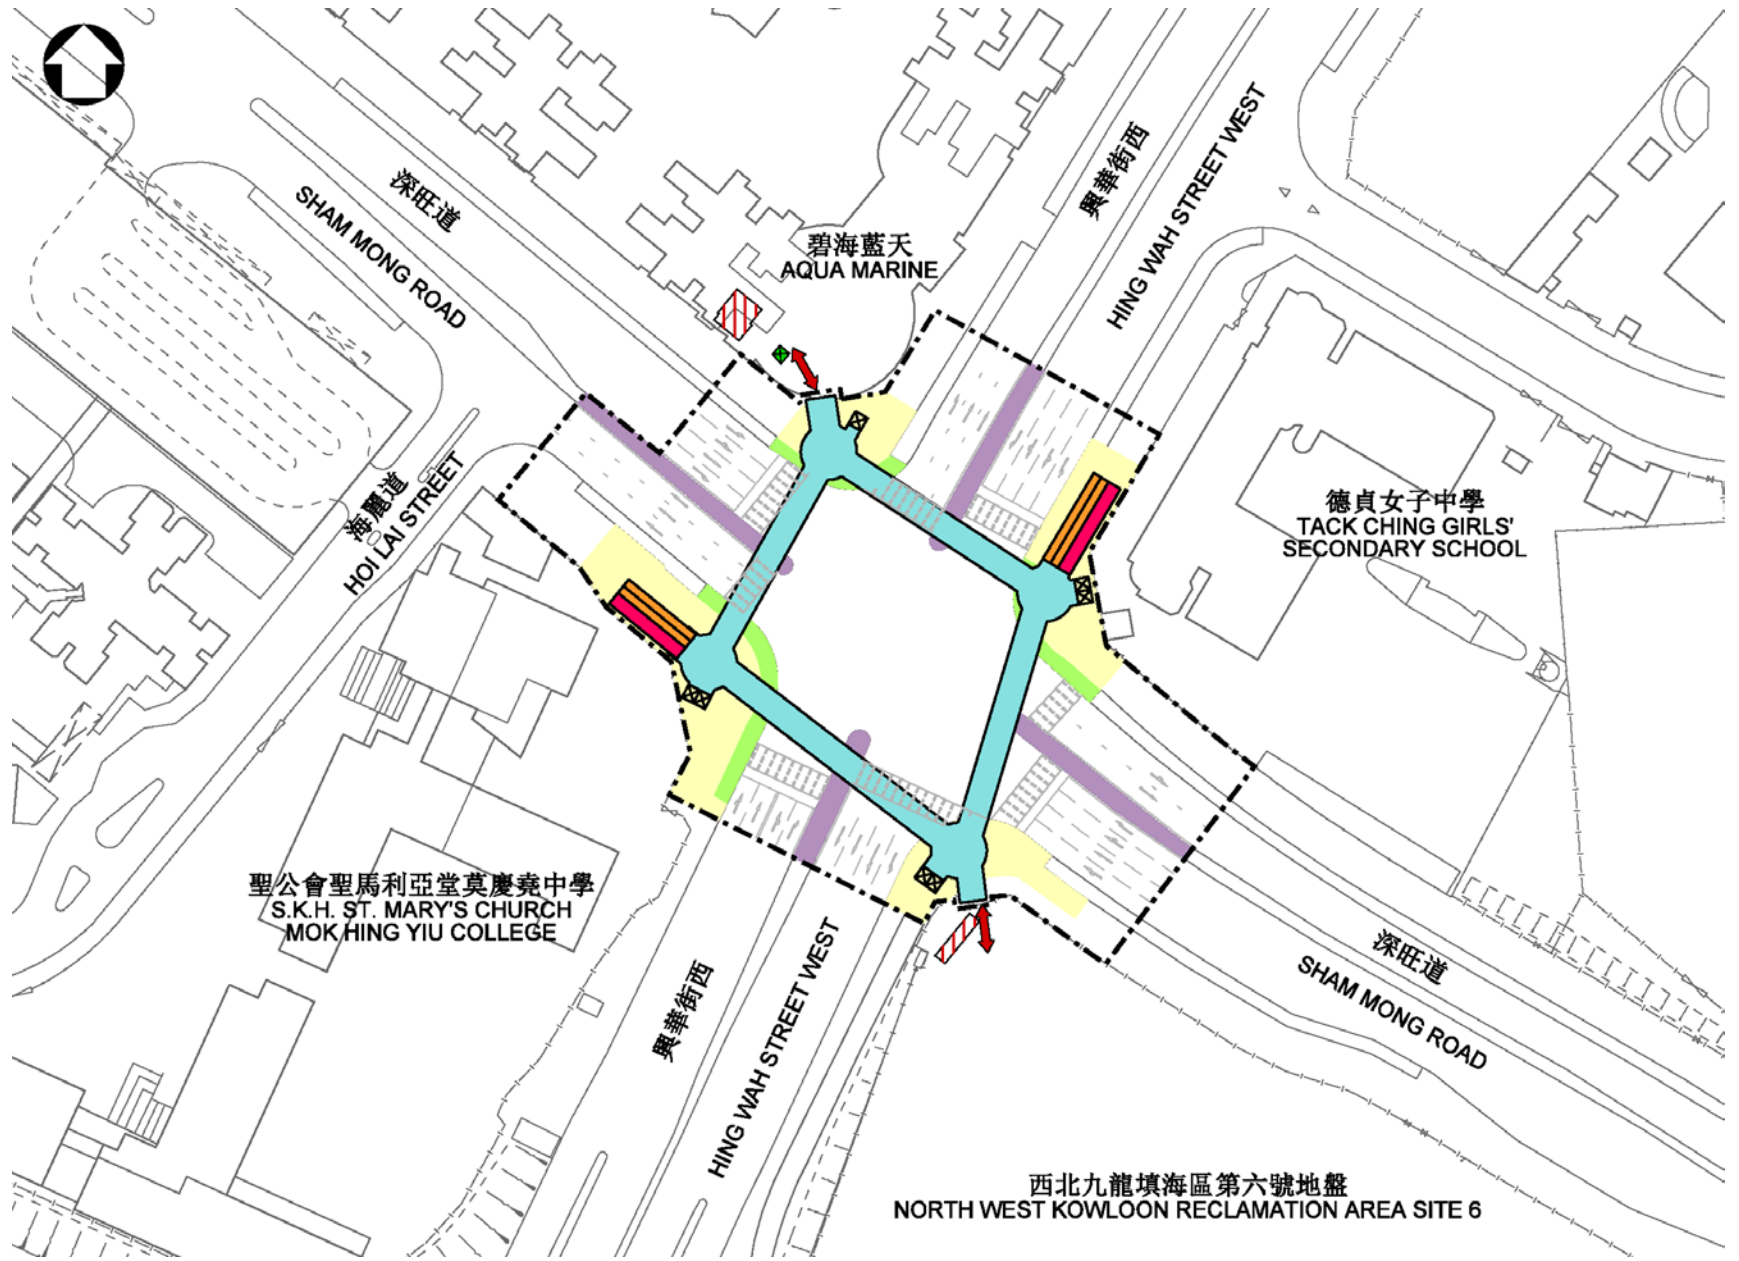 深旺道
SHAM MONG ROAD
興華街西
HING WAH STREET WEST
碧海藍天
AQUA MARINE
海麗道
HOI LAI STREET
德貞女子中學
TACK CHING GIRLS'
SECONDARY SCHOOL
聖公會聖馬利亞堂莫慶堯中學
S.K.H. ST. MARY'S CHURCH
MOK HING YIU COLLEGE
興華街西
HING WAH STREET WEST
深旺道
SHAM MONG ROAD
西北九龍填海區第六號地盤
NORTH WEST KOWLOON RECLAMATION AREA SITE 6